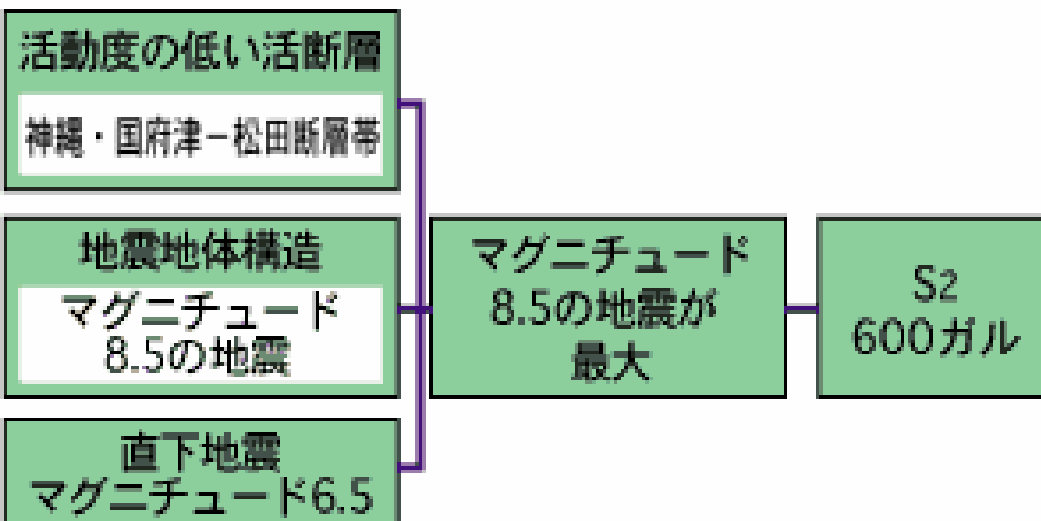 活動度の低い活断層
神縄・国府津－松田断層帯
地震地体構造
マグニチュード
8.5の地震
直下地震
マグニチュード6.5
マグニチュード
8.5の地震が
最大
S2
600ガル